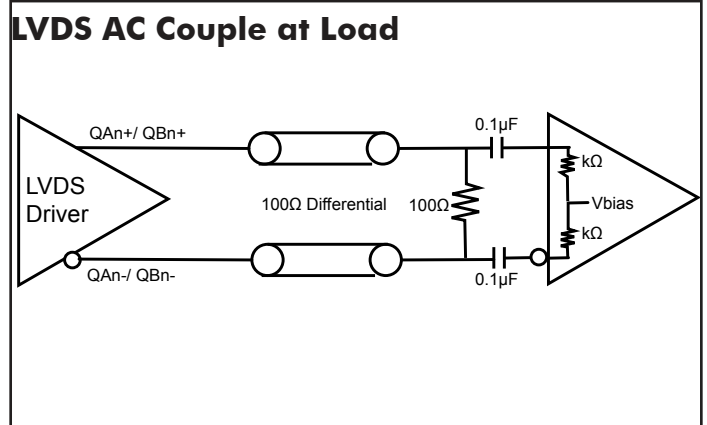 LVDS AC Couple at Load
0.1µF
QAn+/ QBn+
kΩ
LVDS
Driver
100Ω Differential
100Ω
Vbias
kΩ
QAn-/ QBn-
0.1µF